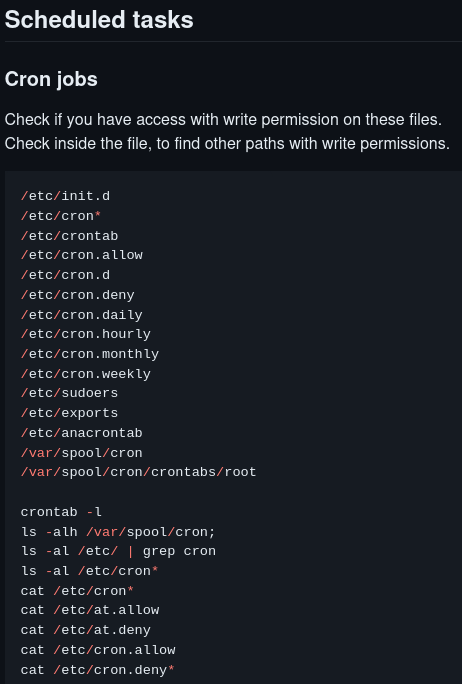 Scheduled tasks
Cron jobs
Check if you have access with write permission on these files.
Check inside the file, to find other paths with write permissions.
/etc/init.d
/etc/cron*
/etc/crontab
/etc/cron.allow
/etc/cron.d
/etc/cron.deny
/etc/cron.daily
/etc/cron.hourly
/etc/cron.monthly
/etc/cron.weekly
/etc/sudoers
/etc/exports
/etc/anacrontab
/var/spool/cron
/var/spool/cron/crontabs/root
crontab -l
ls -alh /var/spool/cron;
ls -al /etc/ | grep cron
ls -al /etc/cron*
cat /etc/cron*
cat /etc/at.allow
cat /etc/at.deny
cat /etc/cron.allow
cat /etc/cron.deny*